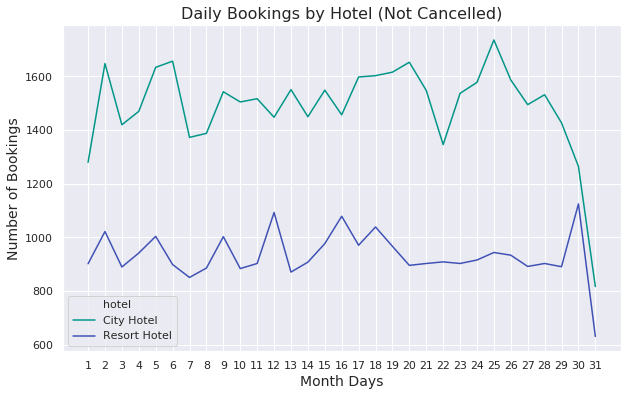 Daily Bookings by Hotel (Not Cancelled)
Number of Bookings
1600
1400
1200
1000
800
600
hotel
City Hotel
Resort Hotel
1 2 3 4 5 6 7 8 9 10 11 12 13 14 15 16 17 18 19 20 21 22 23 24 25 26 27 28 29 30 31
Month Days